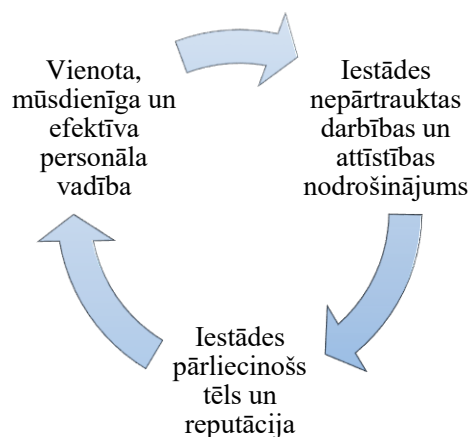 Vienota,
mūsdienīga un
efektīva
personāla
vadība
Iestādes
nepārtrauktas
darbības un
attīstības
nodrošinājums
Iestādes
pārliecinošs
tēls un
reputācija